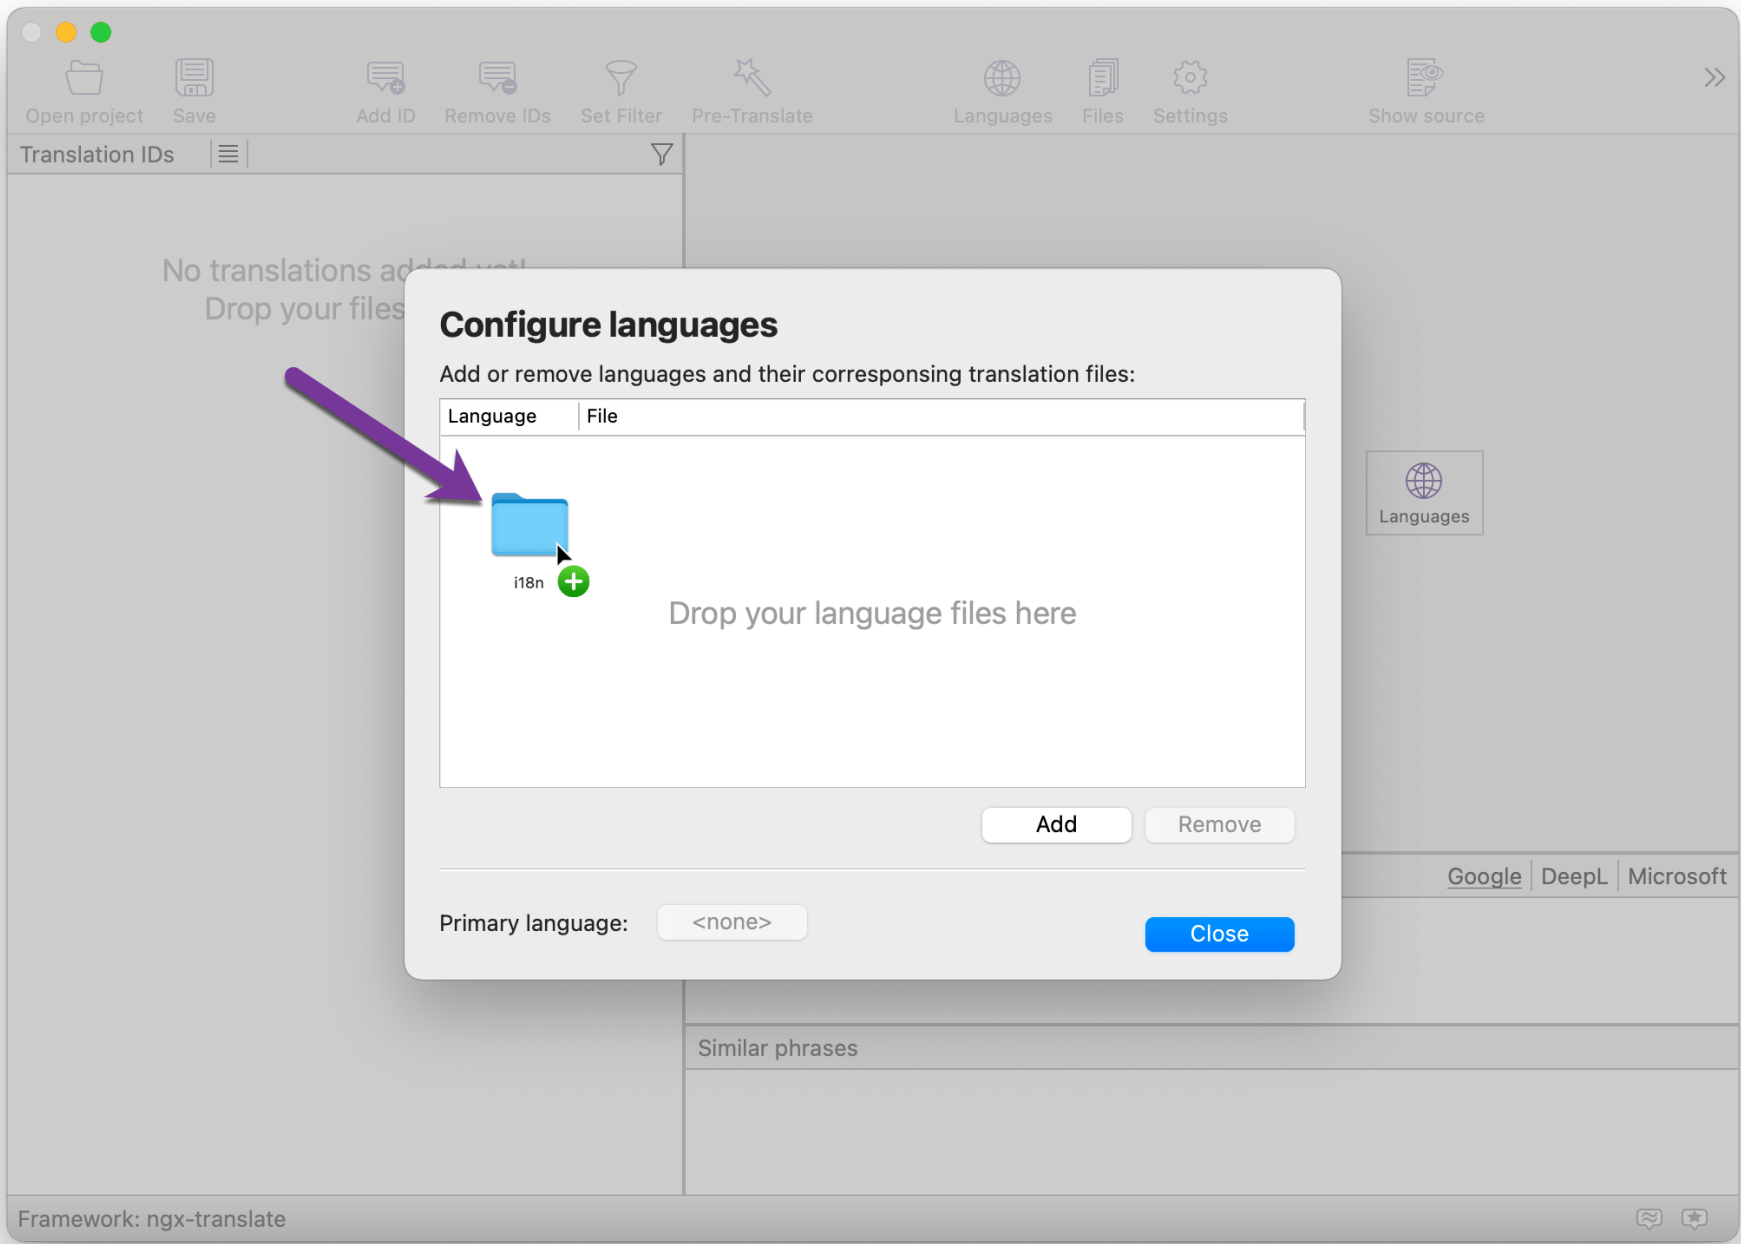 Open project
Save
Add ID
Remove IDs
Set Filter
Pre-Translate
Languages
Files
Settings
Show source
Translation IDs
No translations added yet!
Drop your files
Configure languages
Add or remove languages and their corresponsing translation files:
Language
File
i18n
Drop your language files here
Languages
Add
Remove
Google
DeepL
Microsoft
Primary language:
<none>
Close
Similar phrases
Framework: ngx-translate